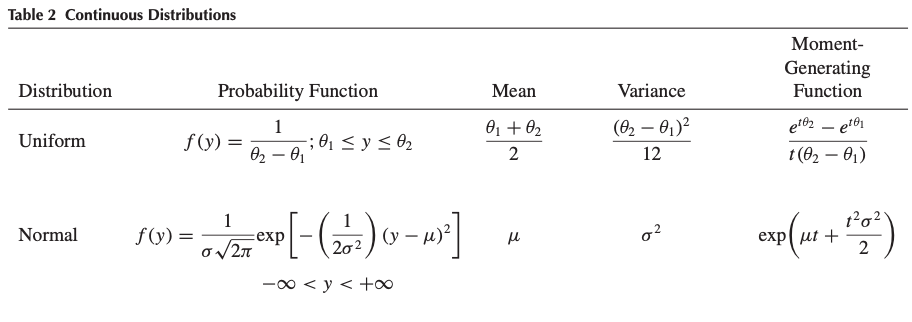 Table 2 Continuous Distributions
Moment-
Generating
Distribution Probability Function Mean Variance Function
Uniform f(y) = 1/(θ₂ − θ₁); θ₁ ≤ y ≤ θ₂ (θ₁ + θ₂)/2 (θ₂ − θ₁)²/12 (e^{tθ₂} − e^{tθ₁})/(t(θ₂ − θ₁))
Normal f(y) = 1/(σ√(2π)) exp[−(1/(2σ²))(y − μ)²] μ σ² exp(μt + t²σ²/2)
−∞ < y < +∞